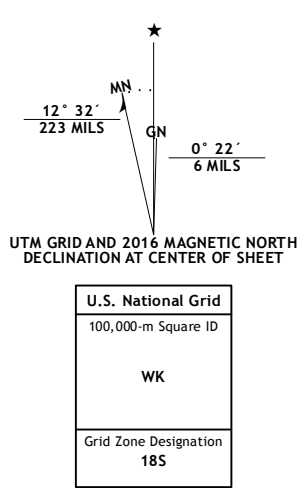 ★
MN
12° 32´
223 MILS
GN
0° 22´
6 MILS
UTM GRID AND 2016 MAGNETIC NORTH
DECLINATION AT CENTER OF SHEET
U.S. National Grid
100,000-m Square ID
WK
Grid Zone Designation
18S